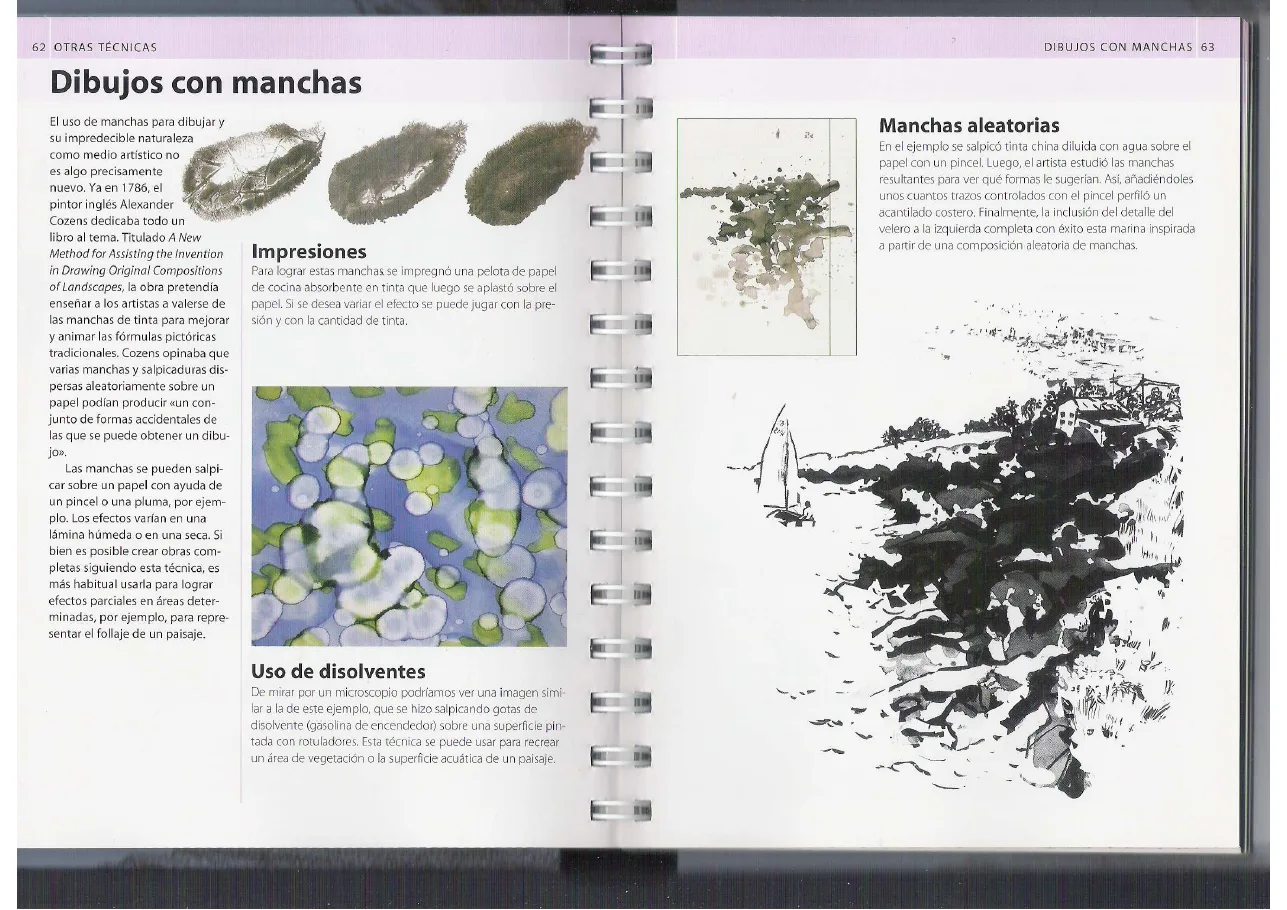 62 OTRAS TÉCNICAS
Dibujos con manchas
El uso de manchas para dibujar y
su impredecible naturaleza
como medio artístico no
es algo precisamente
nuevo. Ya en 1786, el
pintor inglés Alexander
Cozens dedicaba todo un
libro al tema. Titulado A New
Method for Assisting the Invention
in Drawing Original Compositions
of Landscapes, la obra pretendía
enseñar a los artistas a valerse de
las manchas de tinta para mejorar
y animar las fórmulas pictóricas
tradicionales. Cozens opinaba que
varias manchas y salpicaduras dis-
persas aleatoriamente sobre un
papel podían producir «un con-
junto de formas accidentales de
las que se puede obtener un dibu-
jo».
Las manchas se pueden salpi-
car sobre un papel con ayuda de
un pincel o una pluma, por ejem-
plo. Los efectos varían en una
lámina húmeda o en una seca. Si
bien es posible crear obras com-
pletas siguiendo esta técnica, es
más habitual usarla para lograr
efectos parciales en áreas deter-
minadas, por ejemplo, para repre-
sentar el follaje de un paisaje.
Impresiones
Para lograr estas manchas se impregnó una pelota de papel
de cocina absorbente en tinta que luego se aplastó sobre el
papel. Si se desea variar el efecto se puede jugar con la pre-
sión y con la cantidad de tinta.
Uso de disolventes
De mirar por un microscopio podríamos ver una imagen simi-
lar a la de este ejemplo, que se hizo salpicando gotas de
disolvente (gasolina de encendedor) sobre una superficie pin-
tada con rotuladores. Esta técnica se puede usar para recrear
un área de vegetación o la superficie acuática de un paisaje.
DIBUJOS CON MANCHAS 63
Manchas aleatorias
En el ejemplo se salpicó tinta china diluida con agua sobre el
papel con un pincel. Luego, el artista estudió las manchas
resultantes para ver qué formas le sugerían. Así, añadiéndoles
unos cuantos trazos controlados con el pincel perfiló un
acantilado costero. Finalmente, la inclusión del detalle del
velero a la izquierda completa con éxito esta marina inspirada
a partir de una composición aleatoria de manchas.